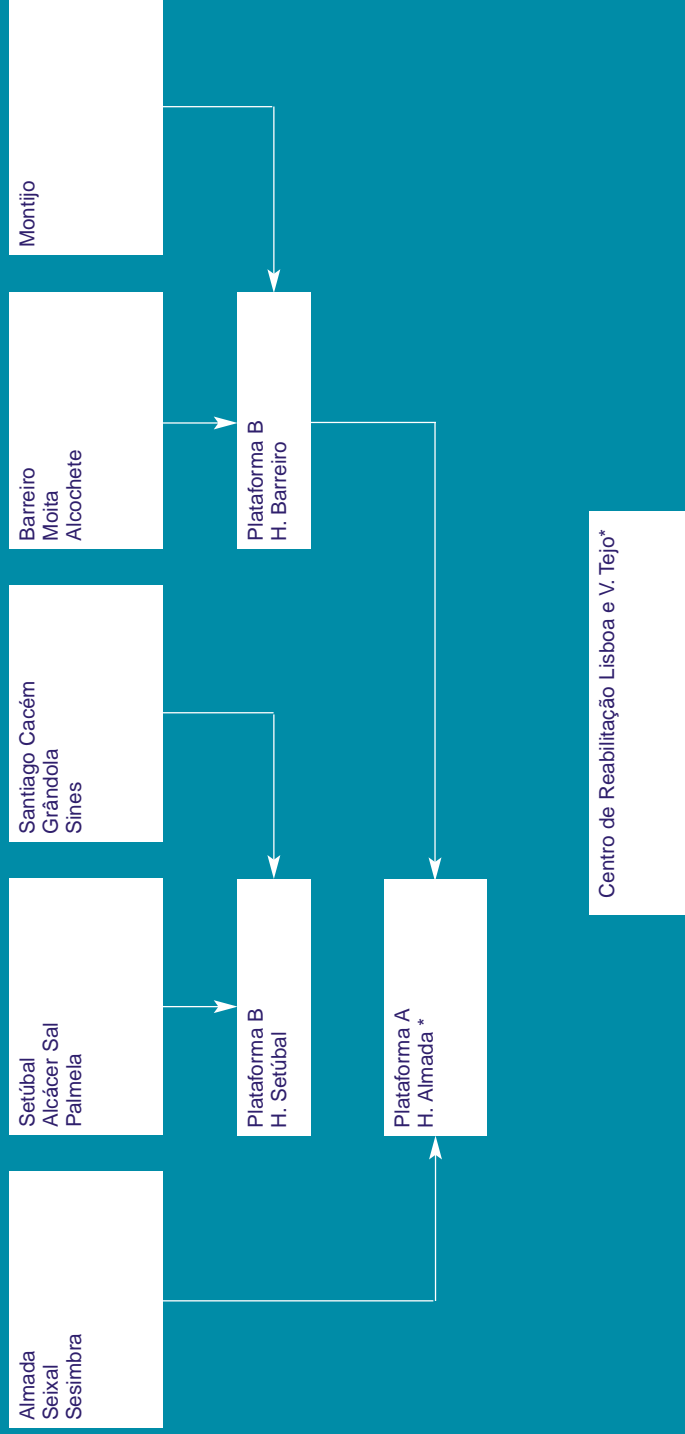 Almada
Seixal
Sesimbra
Setúbal
Alcácer Sal
Palmela
Santiago Cacém
Grândola
Sines
Barreiro
Moita
Alcochete
Montijo
Plataforma B
H. Setúbal
Plataforma B
H. Barreiro
Plataforma A
H. Almada *
Centro de Reabilitação Lisboa e V. Tejo*